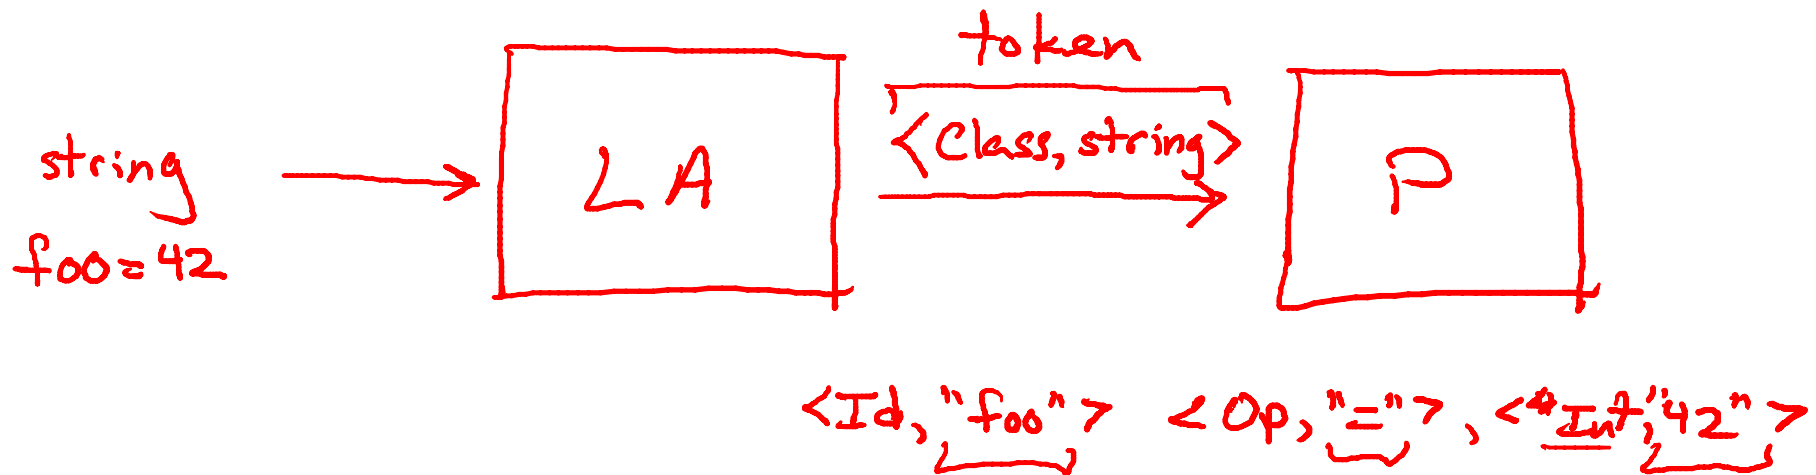 token
<Class, string>
string
LA
P
foo=42
<Id, "foo"> <Op, "="> , <"Int,"42">